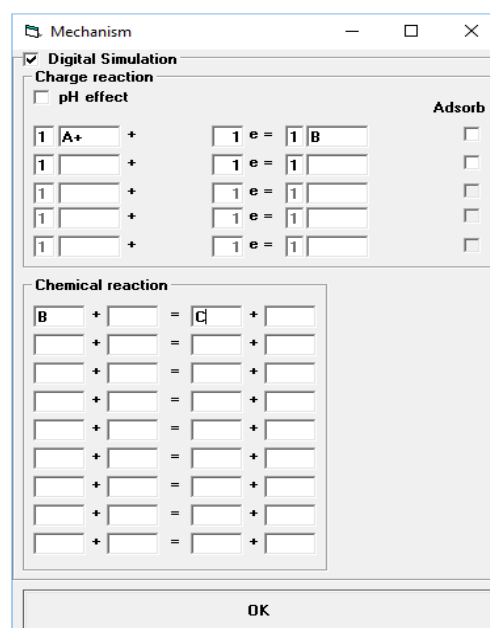 Mechanism
Digital Simulation
Charge reaction
pH effect
Adsorb
1 A+ + 1 e = 1 B
1 + 1 e = 1
1 + 1 e = 1
1 + 1 e = 1
1 + 1 e = 1
Chemical reaction
B + = C +
+ = +
+ = +
+ = +
+ = +
+ = +
+ = +
+ = +
+ = +
OK